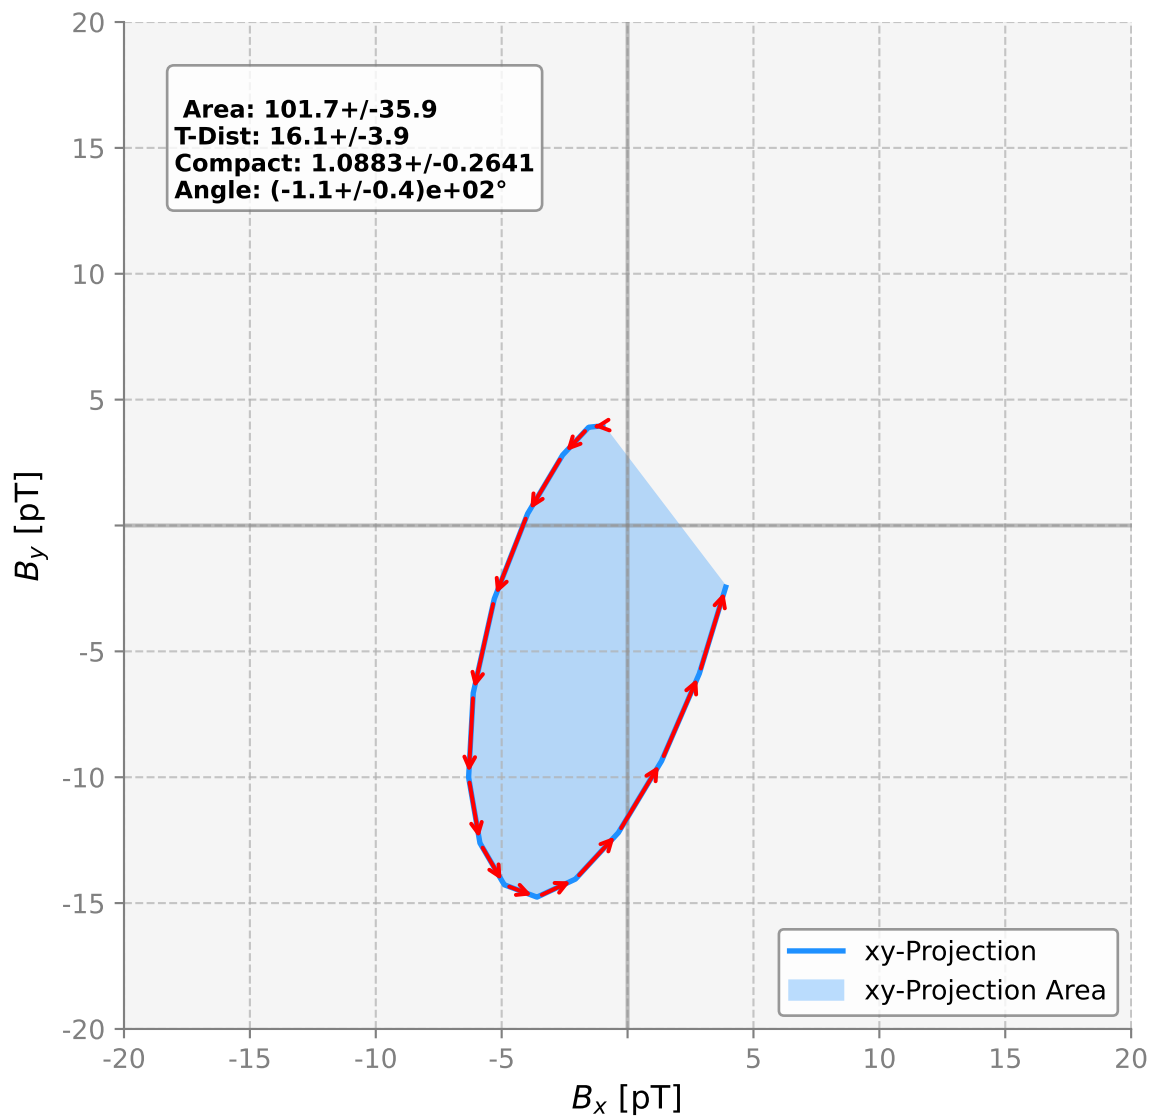 20
15
10
5
-5
-10
-15
-20
-20
-15
-10
-5
5
10
15
20
B_y [pT]
B_x [pT]
Area: 101.7+/-35.9
T-Dist: 16.1+/-3.9
Compact: 1.0883+/-0.2641
Angle: (-1.1+/-0.4)e+02°
xy-Projection
xy-Projection Area